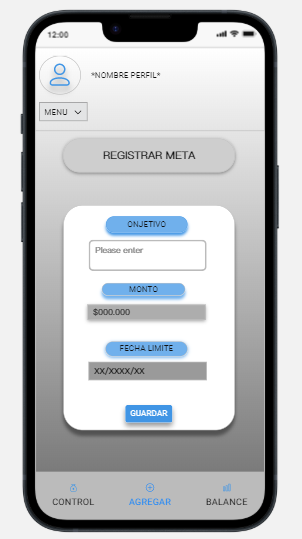 12:00
*NOMBRE PERFIL*
MENU
REGISTRAR META
ONJETIVO
Please enter
MONTO
$000.000
FECHA LIMITE
XX/XXXX/XX
GUARDAR
CONTROL
AGREGAR
BALANCE